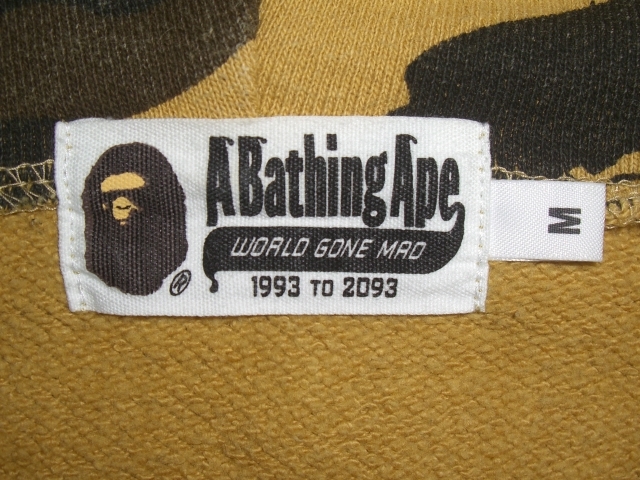 A Bathing Ape
WORLD GONE MAD
1993 TO 2093
®
M